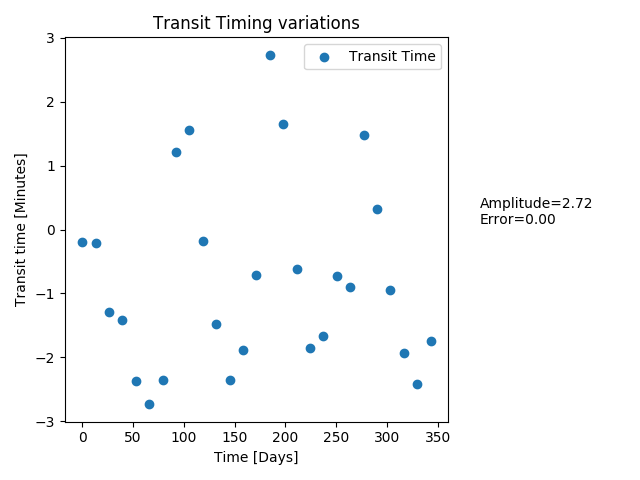 Transit Timing variations
Transit Time
3
2
1
0
−1
−2
−3
Transit time [Minutes]
0
50
100
150
200
250
300
350
Time [Days]
Amplitude=2.72
Error=0.00